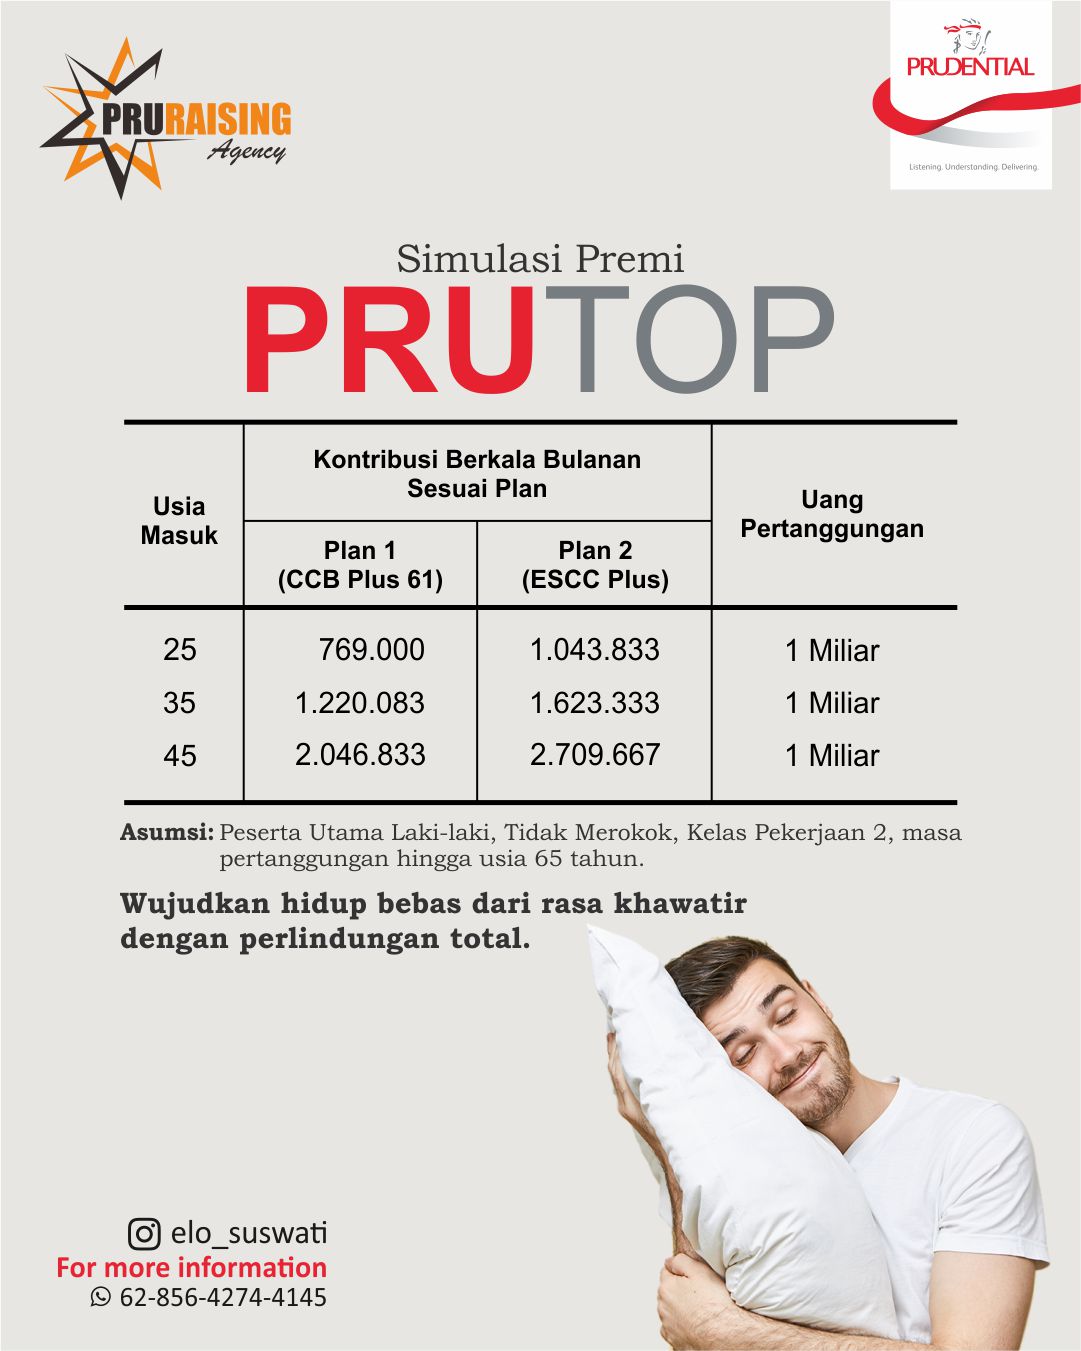 PRURAISING
Agency
PRUDENTIAL
Listening. Understanding. Delivering.
Simulasi Premi
PRUTOP
Usia
Masuk
Kontribusi Berkala Bulanan
Sesuai Plan
Plan 1
(CCB Plus 61)
Plan 2
(ESCC Plus)
Uang
Pertanggungan
25 769.000 1.043.833 1 Miliar
35 1.220.083 1.623.333 1 Miliar
45 2.046.833 2.709.667 1 Miliar
Asumsi: Peserta Utama Laki-laki, Tidak Merokok, Kelas Pekerjaan 2, masa
pertanggungan hingga usia 65 tahun.
Wujudkan hidup bebas dari rasa khawatir
dengan perlindungan total.
elo_suswati
For more information
62-856-4274-4145